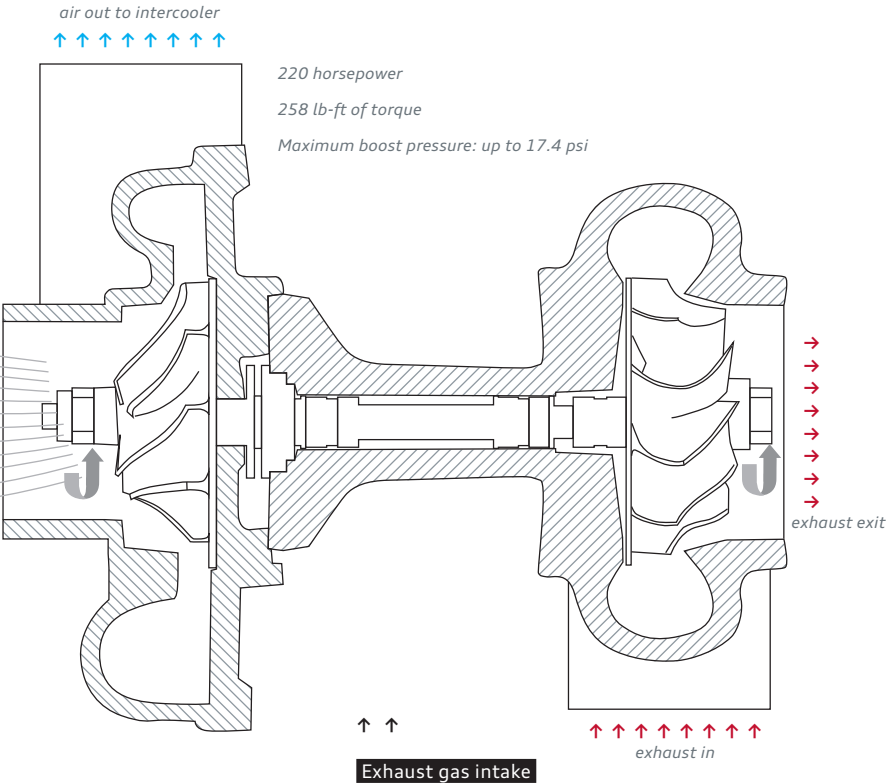 air out to intercooler
220 horsepower
258 lb-ft of torque
Maximum boost pressure: up to 17.4 psi
exhaust exit
exhaust in
Exhaust gas intake